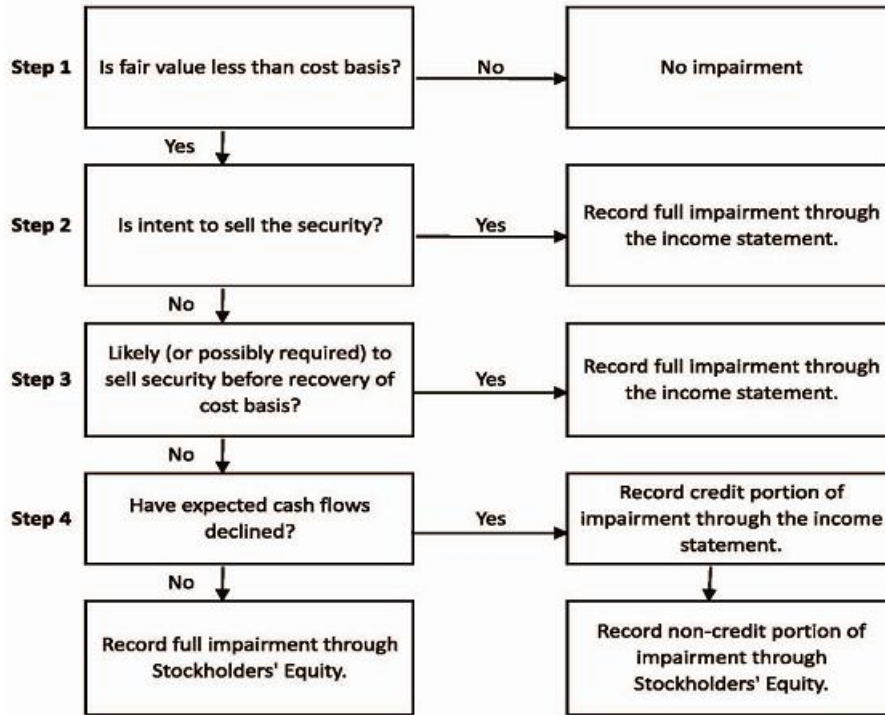 Step 1
Is fair value less than cost basis?
No
No impairment
Yes
Step 2
Is intent to sell the security?
Yes
Record full impairment through
the income statement.
No
Step 3
Likely (or possibly required) to
sell security before recovery of
cost basis?
Yes
Record full impairment through
the income statement.
No
Step 4
Have expected cash flows
declined?
Yes
Record credit portion of
impairment through the income
statement.
No
Record full impairment through
Stockholders' Equity.
Record non-credit portion of
impairment through
Stockholders' Equity.